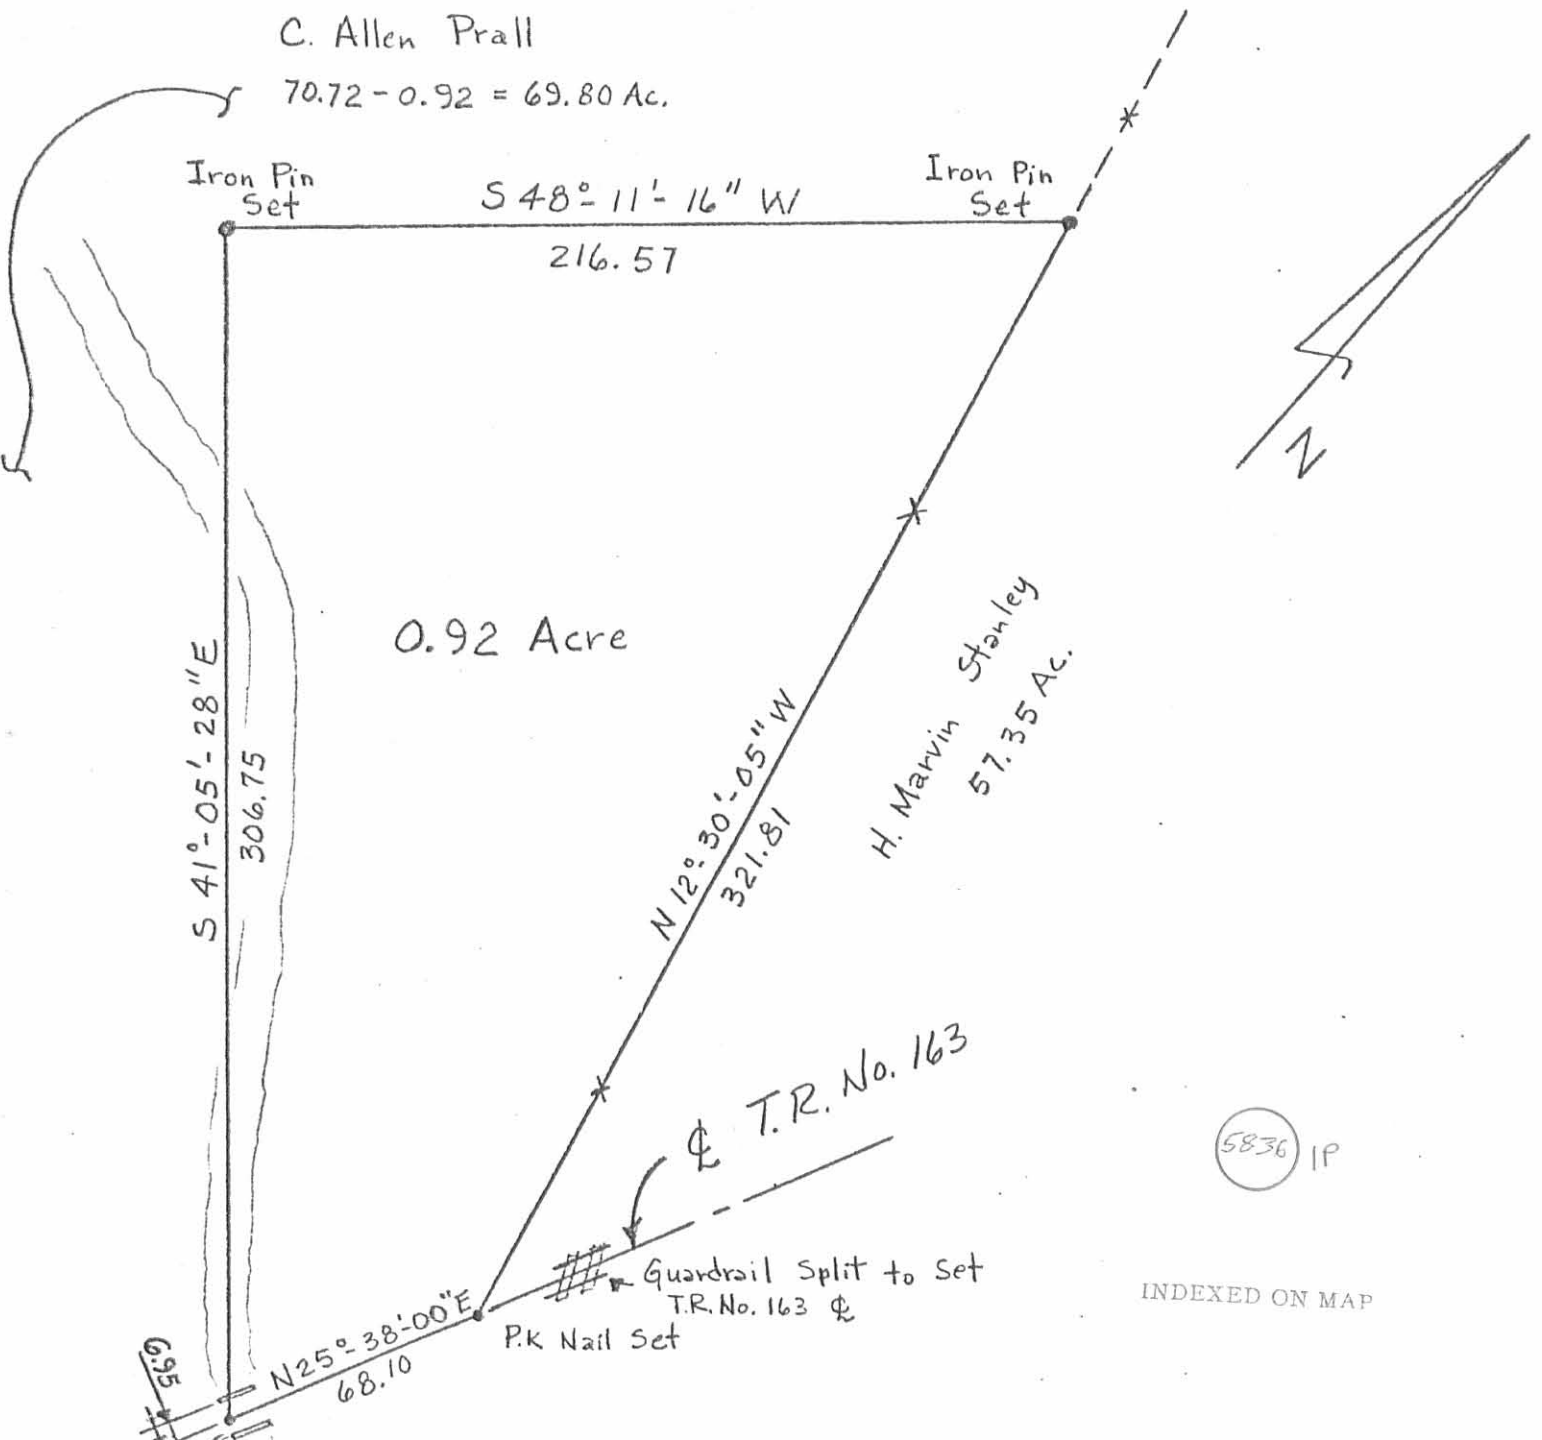 C. Allen Prall
70.72 - 0.92 = 69.80 Ac.
Iron Pin
Set
S 48°- 11'- 16" W
216.57
Iron Pin
Set
N
S 41°- 05'- 28" E
306.75
0.92 Acre
N 12°- 30'- 05" W
321.81
H. Marvin Stanley
57.35 Ac.
℄ T.R. No. 163
5836 IP
Guardrail Split to Set
T.R. No. 163 ℄
INDEXED ON MAP
P.K Nail Set
N 25°- 38'- 00" E
68.10
6.95